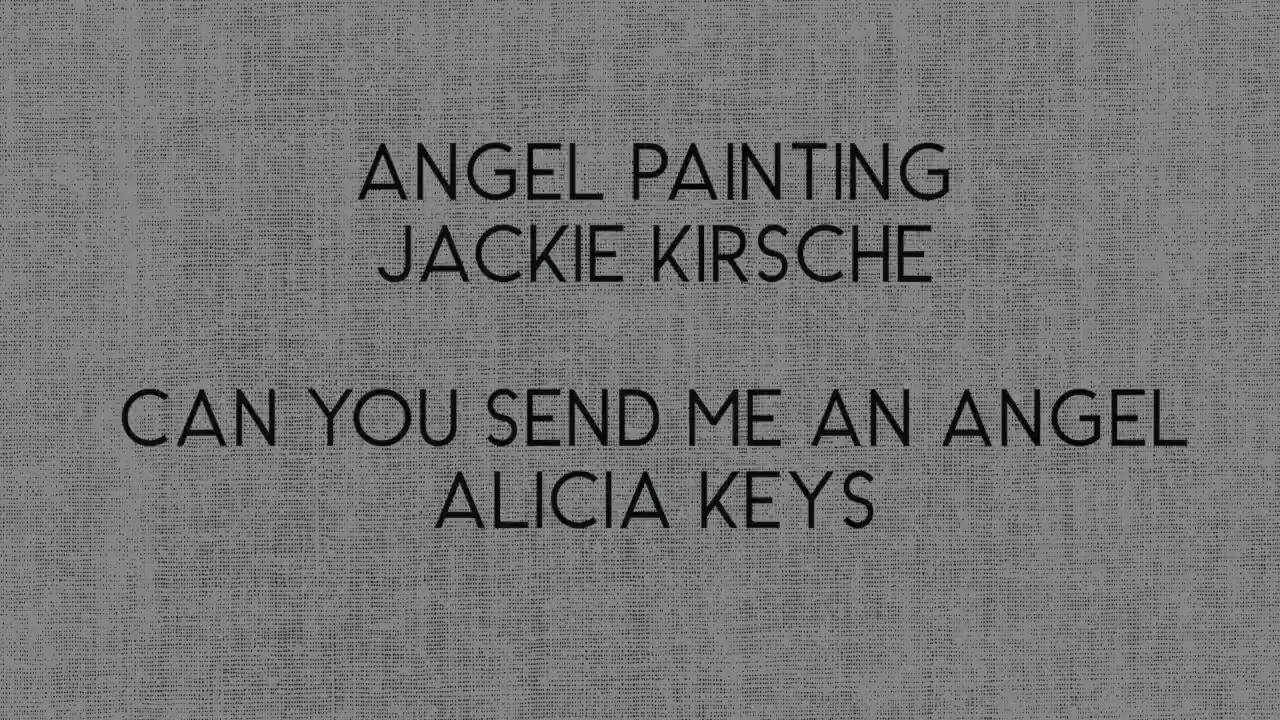 ANGEL PAINTING
JACKIE KIRSCHE
CAN YOU SEND ME AN ANGEL
ALICIA KEYS